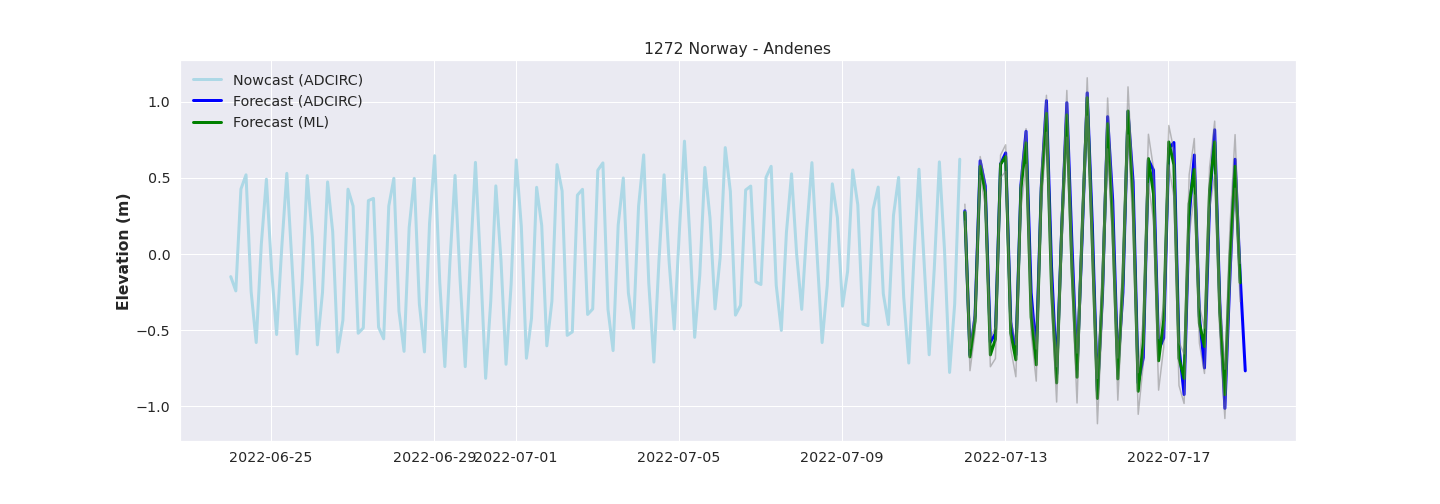 1272 Norway - Andenes
Nowcast (ADCIRC)
Forecast (ADCIRC)
Forecast (ML)
Elevation (m)
1.0
0.5
0.0
−0.5
−1.0
2022-06-25
2022-06-29
2022-07-01
2022-07-05
2022-07-09
2022-07-13
2022-07-17